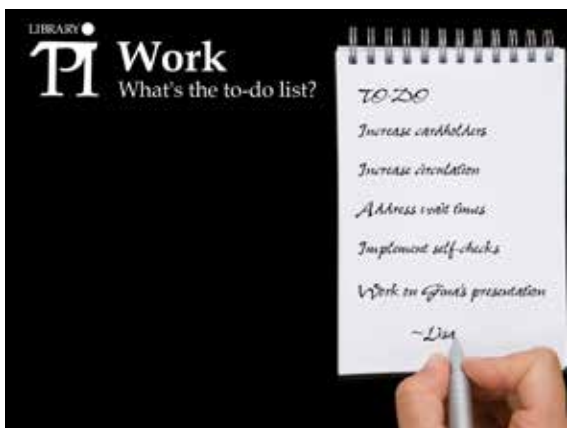 LIBRARY
PI
Work
What's the to-do list?
TO DO
Increase cardholders
Increase circulation
Address wait times
Implement self-checks
Work on Gina's presentation
~Lisa